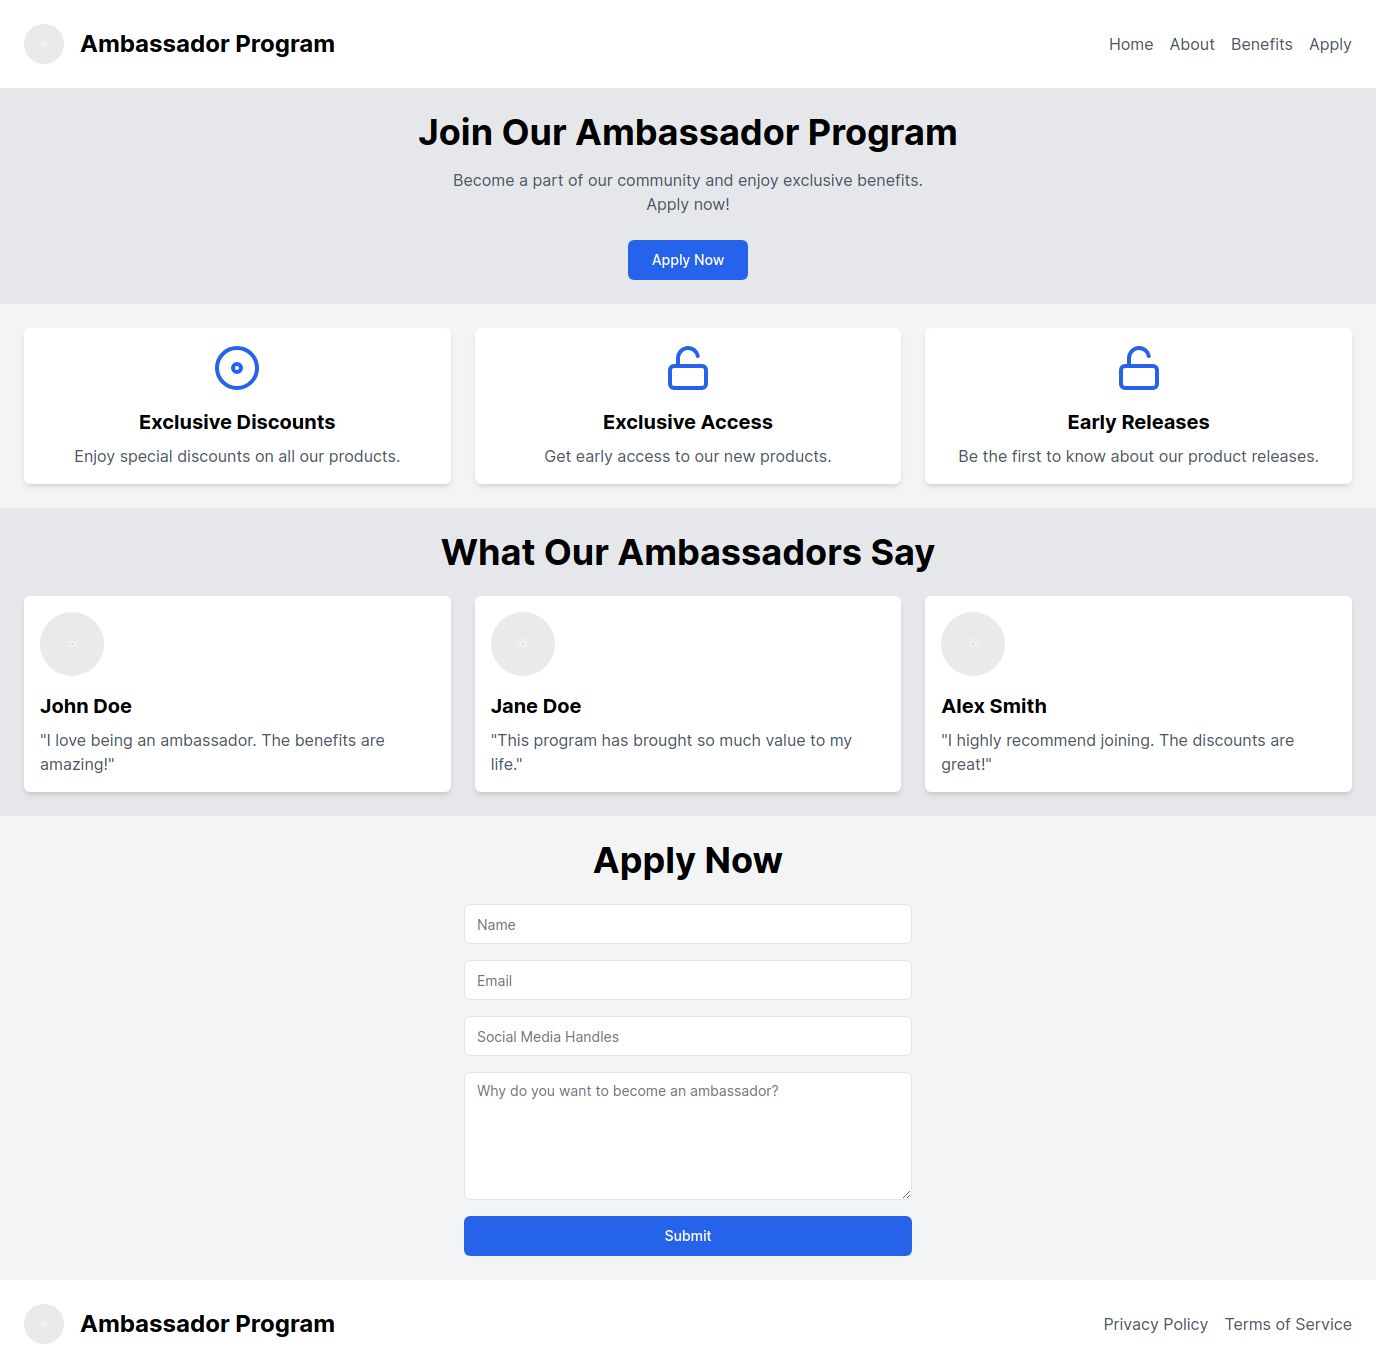 Ambassador Program
Home About Benefits Apply
Join Our Ambassador Program
Become a part of our community and enjoy exclusive benefits.
Apply now!
Apply Now
Exclusive Discounts
Enjoy special discounts on all our products.
Exclusive Access
Get early access to our new products.
Early Releases
Be the first to know about our product releases.
What Our Ambassadors Say
John Doe
"I love being an ambassador. The benefits are
amazing!"
Jane Doe
"This program has brought so much value to my
life."
Alex Smith
"I highly recommend joining. The discounts are
great!"
Apply Now
Name
Email
Social Media Handles
Why do you want to become an ambassador?
Submit
Ambassador Program
Privacy Policy Terms of Service